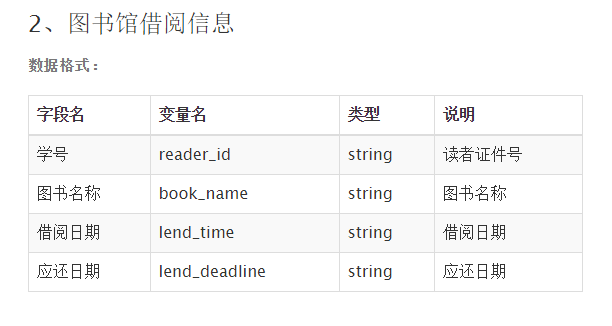 2、图书馆借阅信息
数据格式：
字段名 变量名 类型 说明
学号 reader_id string 读者证件号
图书名称 book_name string 图书名称
借阅日期 lend_time string 借阅日期
应还日期 lend_deadline string 应还日期